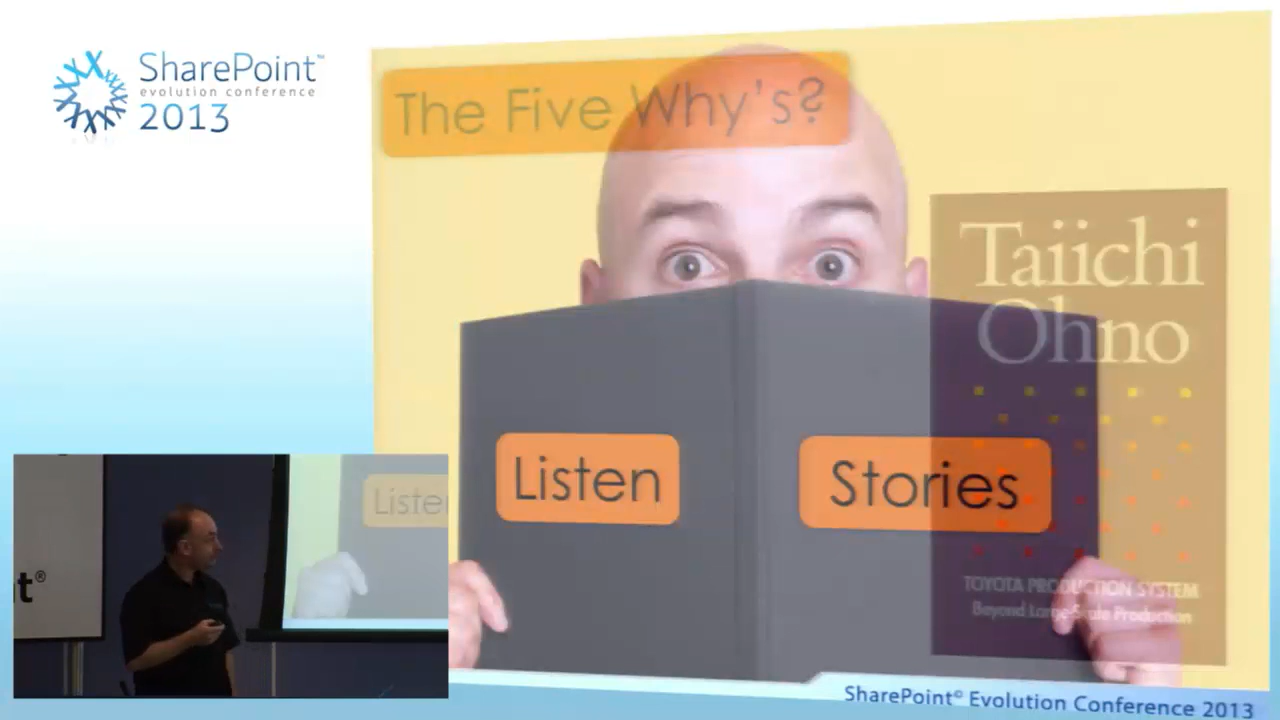 SharePoint™
evolution conference
2013
The Five Why's?
Taiichi
Ohno
Listen
Stories
TOYOTA PRODUCTION SYSTEM
Beyond Large-Scale Production
Listen
t®
SharePoint® Evolution Conference 2013